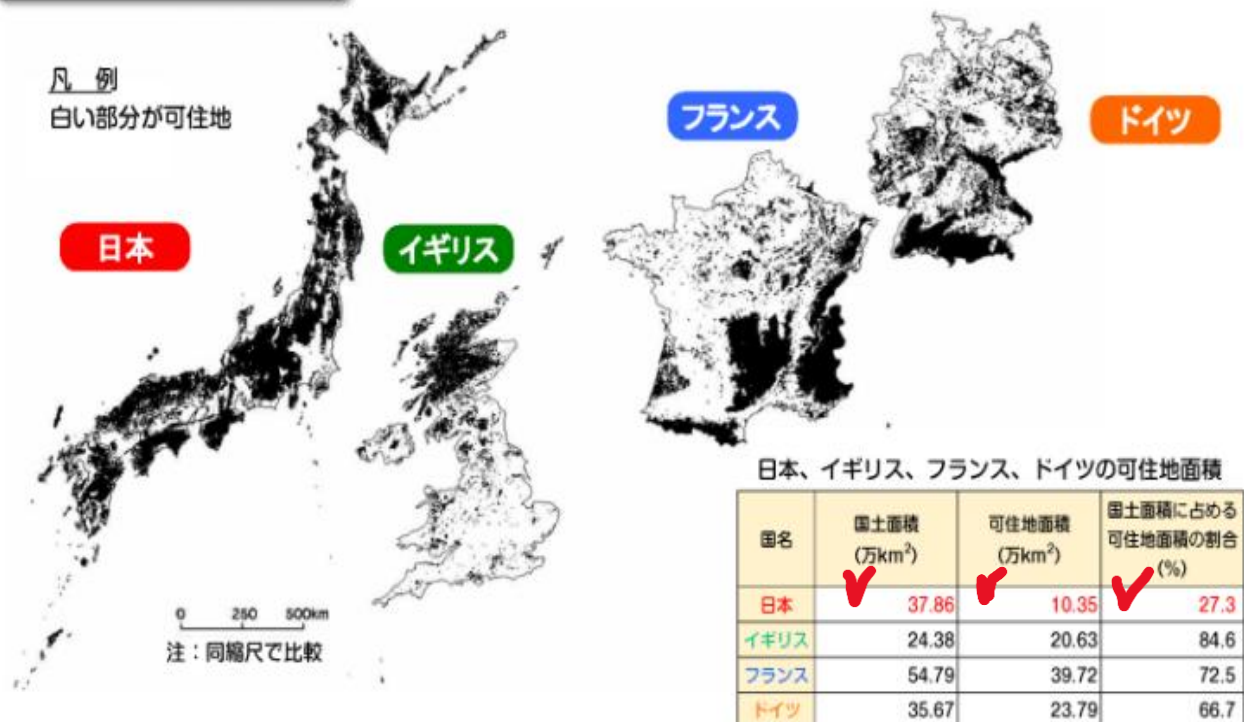 凡 例
白い部分が可住地
日本
イギリス
フランス
ドイツ
0 250 500km
注：同縮尺で比較
日本、イギリス、フランス、ドイツの可住地面積
国名
国土面積
(万km²)
可住地面積
(万km²)
国土面積に占める
可住地面積の割合
(%)
日本 37.86 10.35 27.3
イギリス 24.38 20.63 84.6
フランス 54.79 39.72 72.5
ドイツ 35.67 23.79 66.7